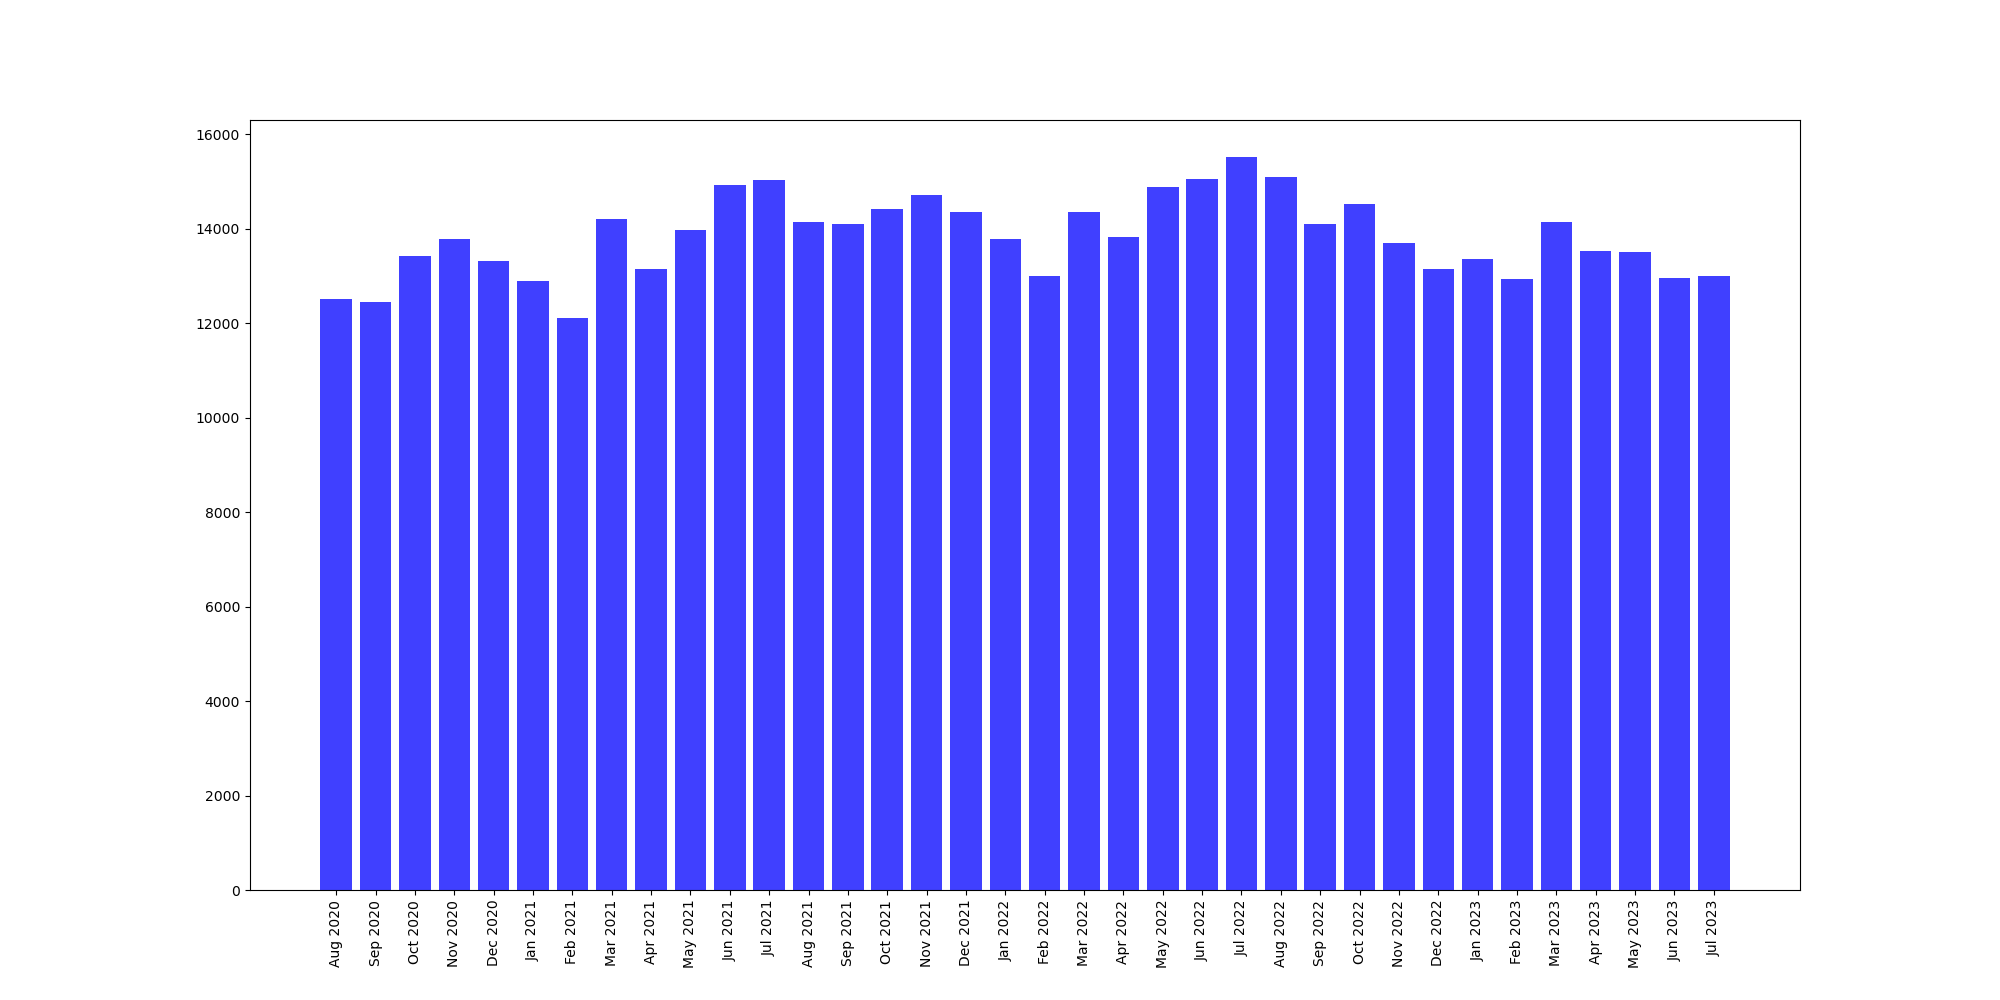 16000
14000
12000
10000
8000
6000
4000
2000
0
Aug 2020
Sep 2020
Oct 2020
Nov 2020
Dec 2020
Jan 2021
Feb 2021
Mar 2021
Apr 2021
May 2021
Jun 2021
Jul 2021
Aug 2021
Sep 2021
Oct 2021
Nov 2021
Dec 2021
Jan 2022
Feb 2022
Mar 2022
Apr 2022
May 2022
Jun 2022
Jul 2022
Aug 2022
Sep 2022
Oct 2022
Nov 2022
Dec 2022
Jan 2023
Feb 2023
Mar 2023
Apr 2023
May 2023
Jun 2023
Jul 2023